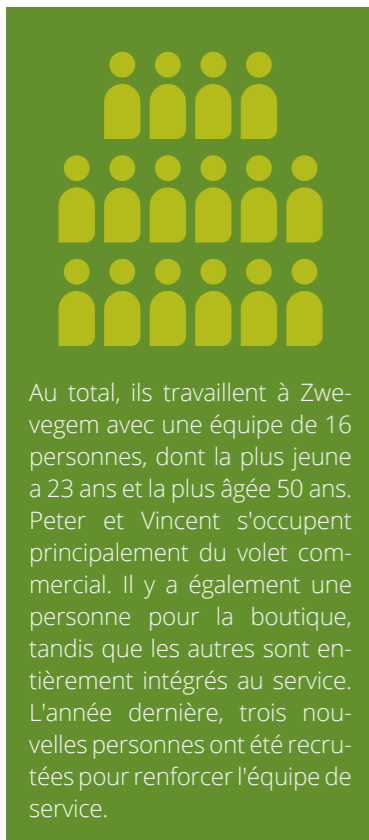 Au total, ils travaillent à Zwe-
vegem avec une équipe de 16
personnes, dont la plus jeune
a 23 ans et la plus âgée 50 ans.
Peter et Vincent s'occupent
principalement du volet com-
mercial. Il y a également une
personne pour la boutique,
tandis que les autres sont en-
tièrement intégrés au service.
L'année dernière, trois nou-
velles personnes ont été recru-
tées pour renforcer l'équipe de
service.